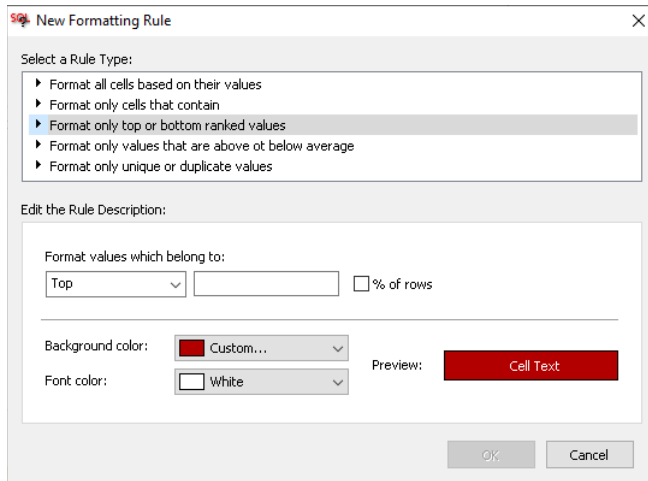 SQL New Formatting Rule
Select a Rule Type:
Format all cells based on their values
Format only cells that contain
Format only top or bottom ranked values
Format only values that are above ot below average
Format only unique or duplicate values
Edit the Rule Description:
Format values which belong to:
Top % of rows
Background color: Custom...
Preview: Cell Text
Font color: White
OK Cancel